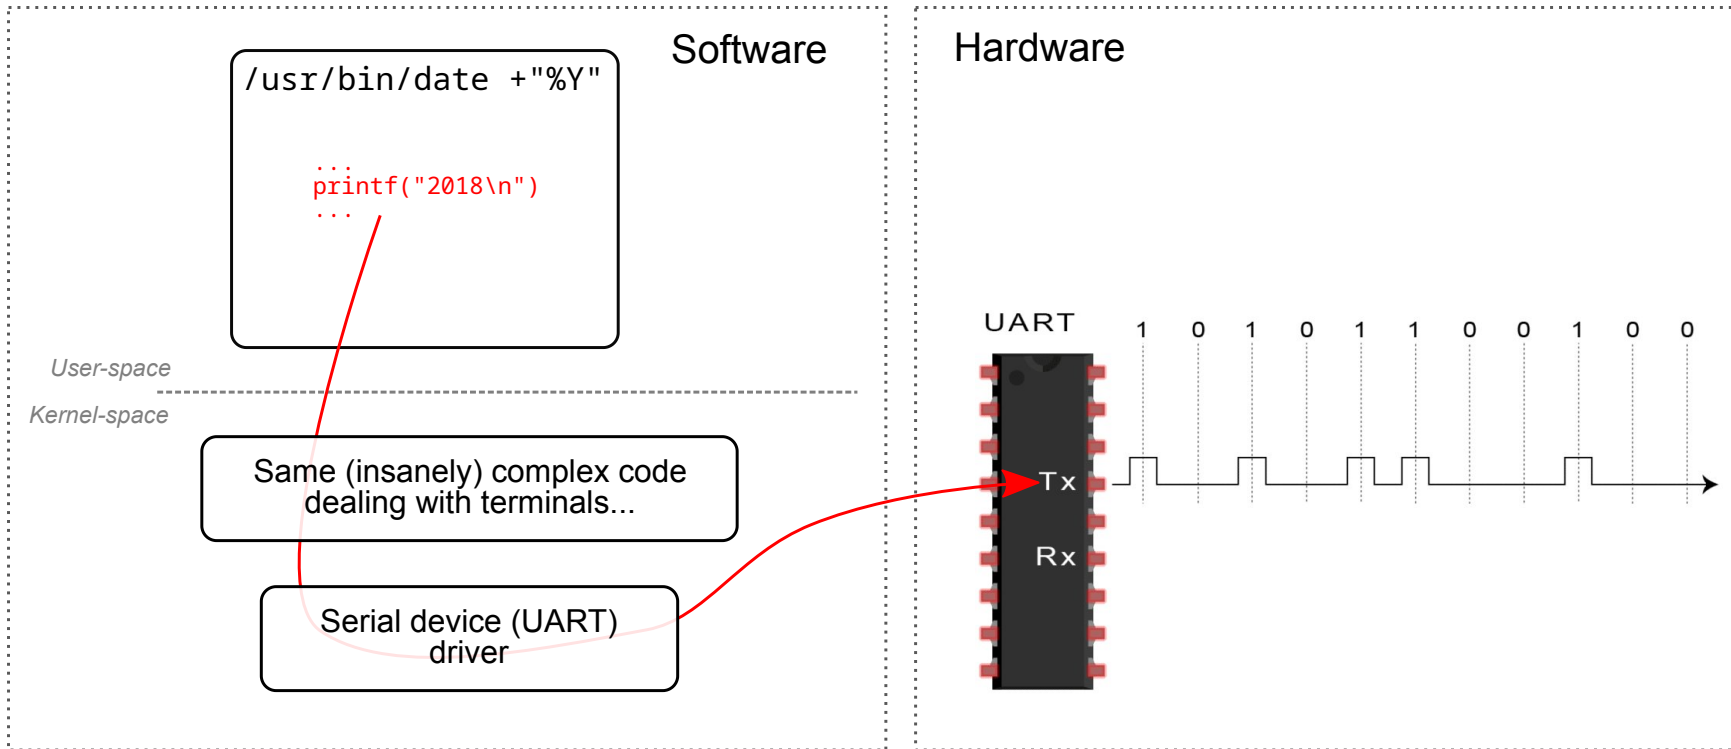 Software
/usr/bin/date +"%Y"
...
printf("2018\n")
...
User-space
Kernel-space
Same (insanely) complex code
dealing with terminals...
Serial device (UART)
driver
Hardware
UART
1 0 1 0 1 1 0 0 1 0 0
Tx
Rx